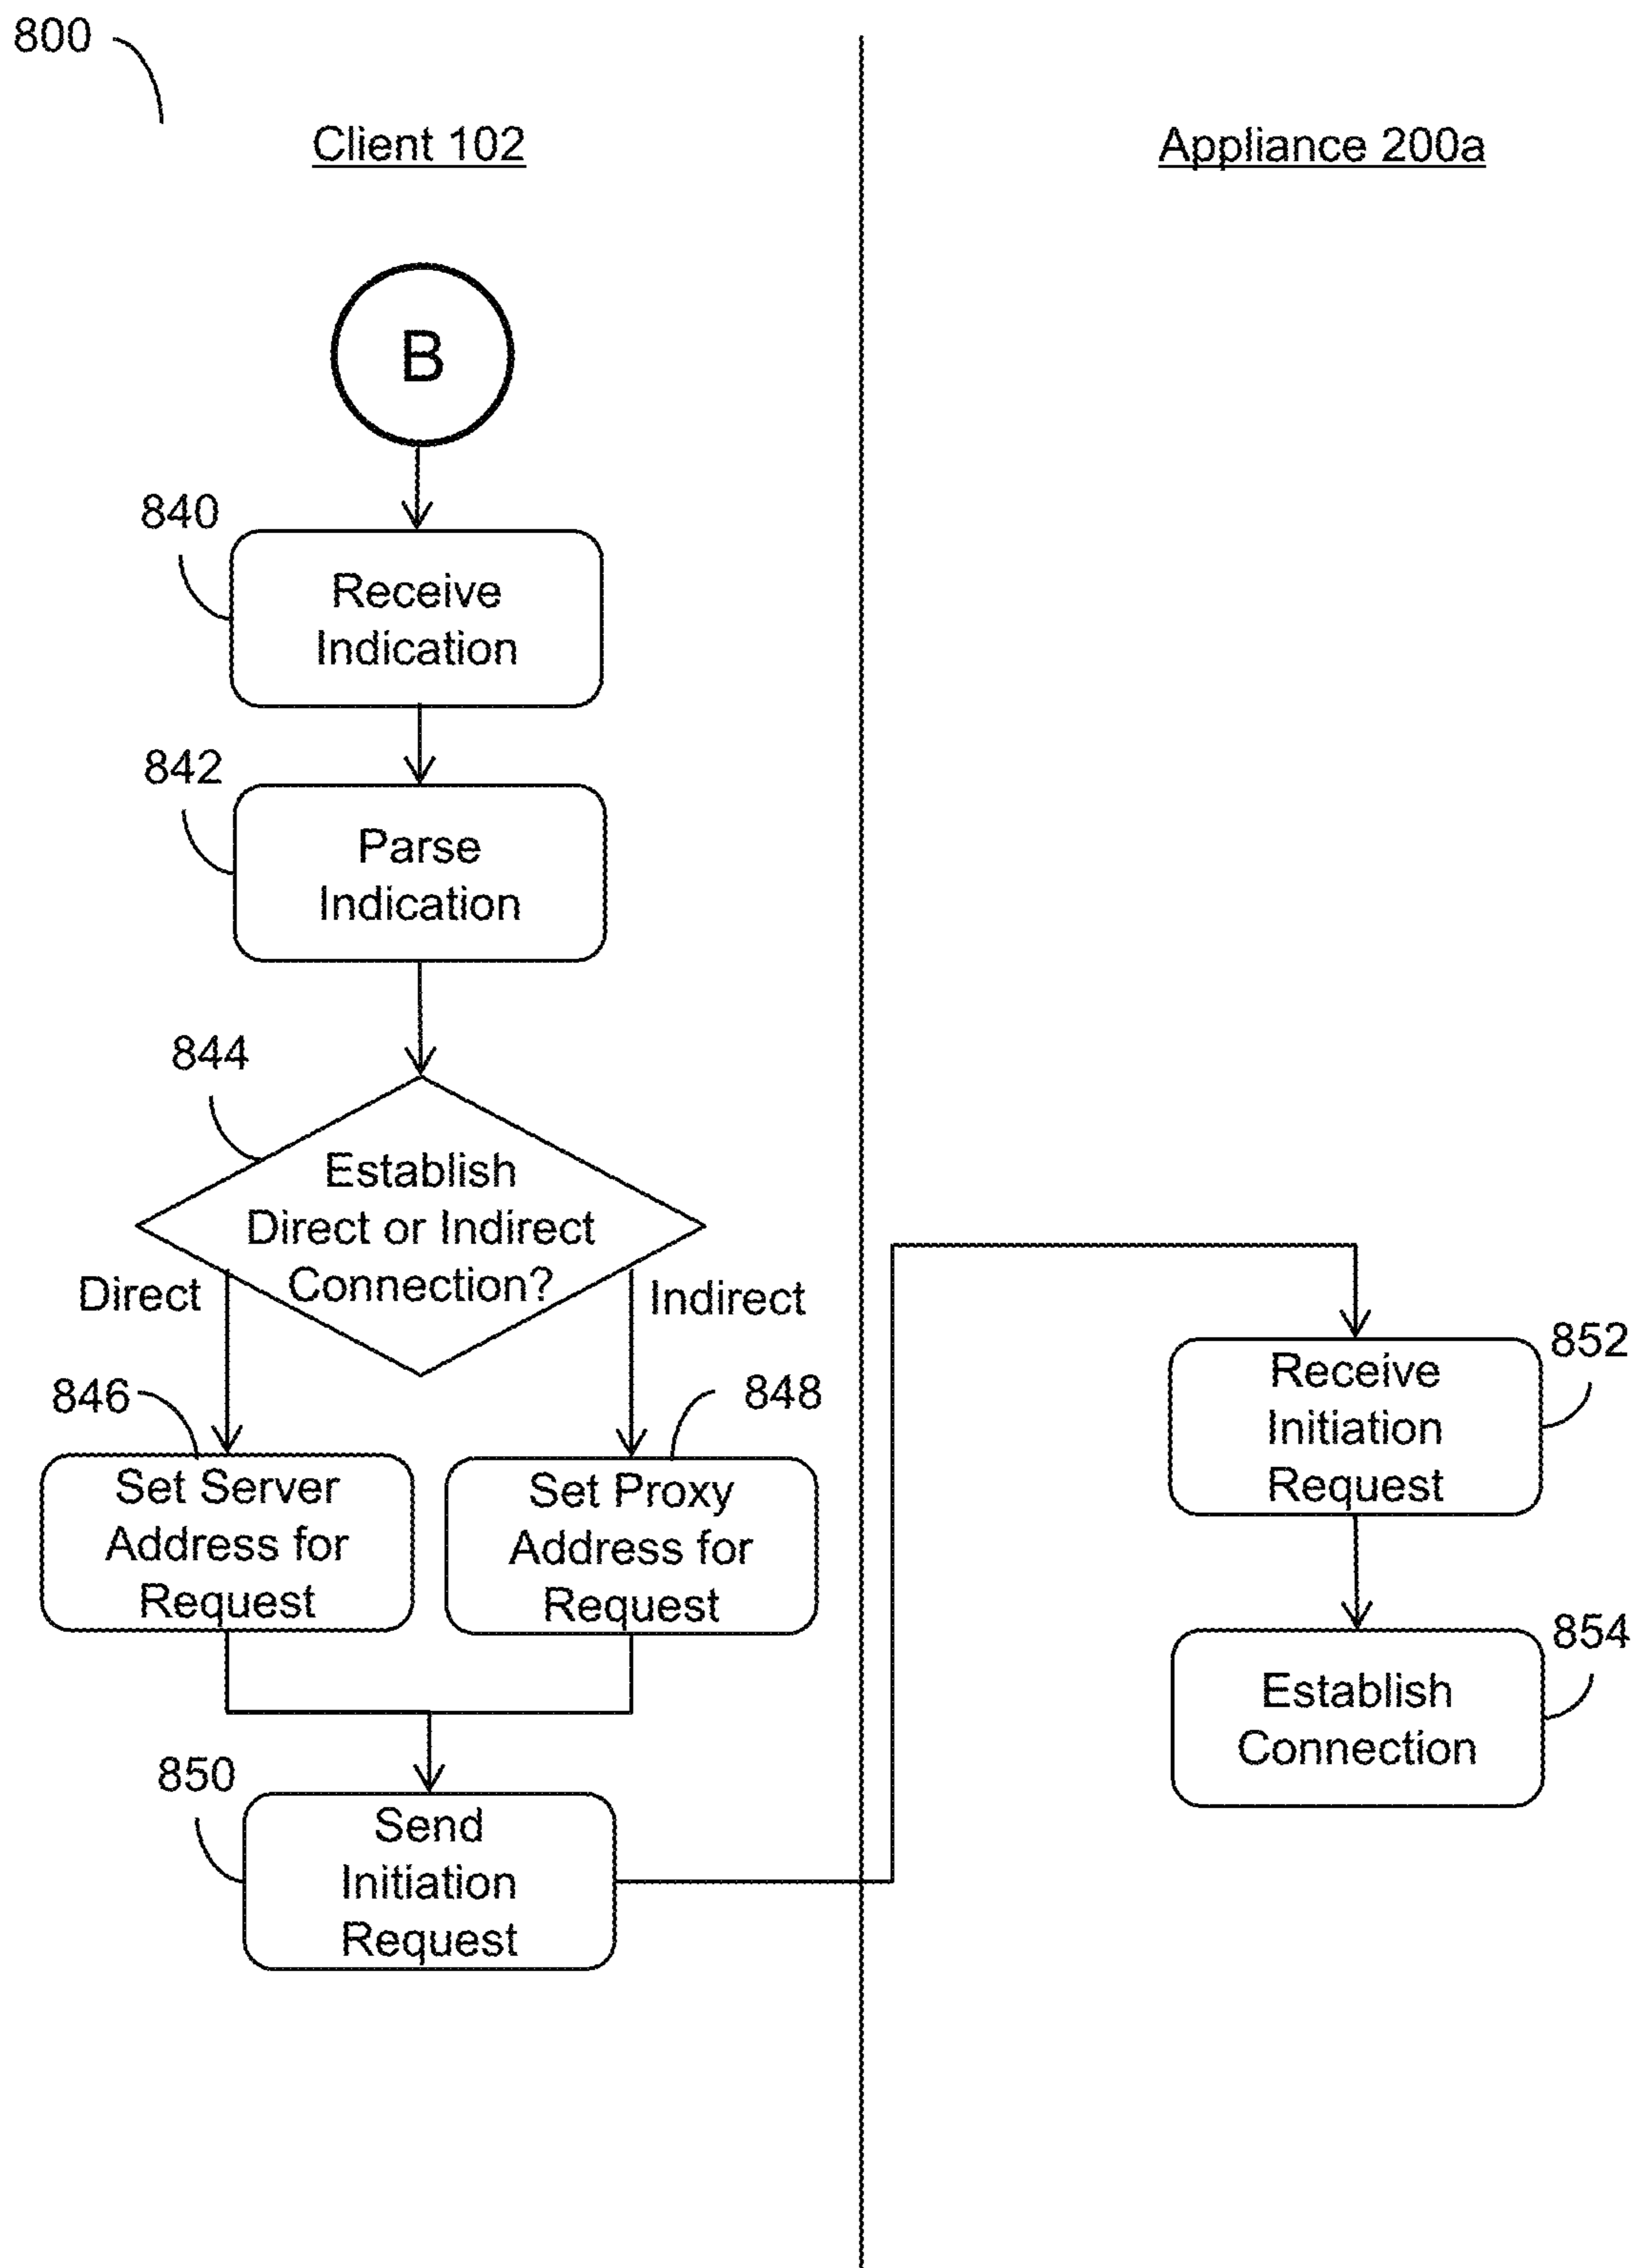 800
Client 102
Appliance 200a
B
840
Receive
Indication
842
Parse
Indication
844
Establish
Direct or Indirect
Connection?
Direct
Indirect
846
Set Server
Address for
Request
848
Set Proxy
Address for
Request
850
Send
Initiation
Request
852
Receive
Initiation
Request
854
Establish
Connection